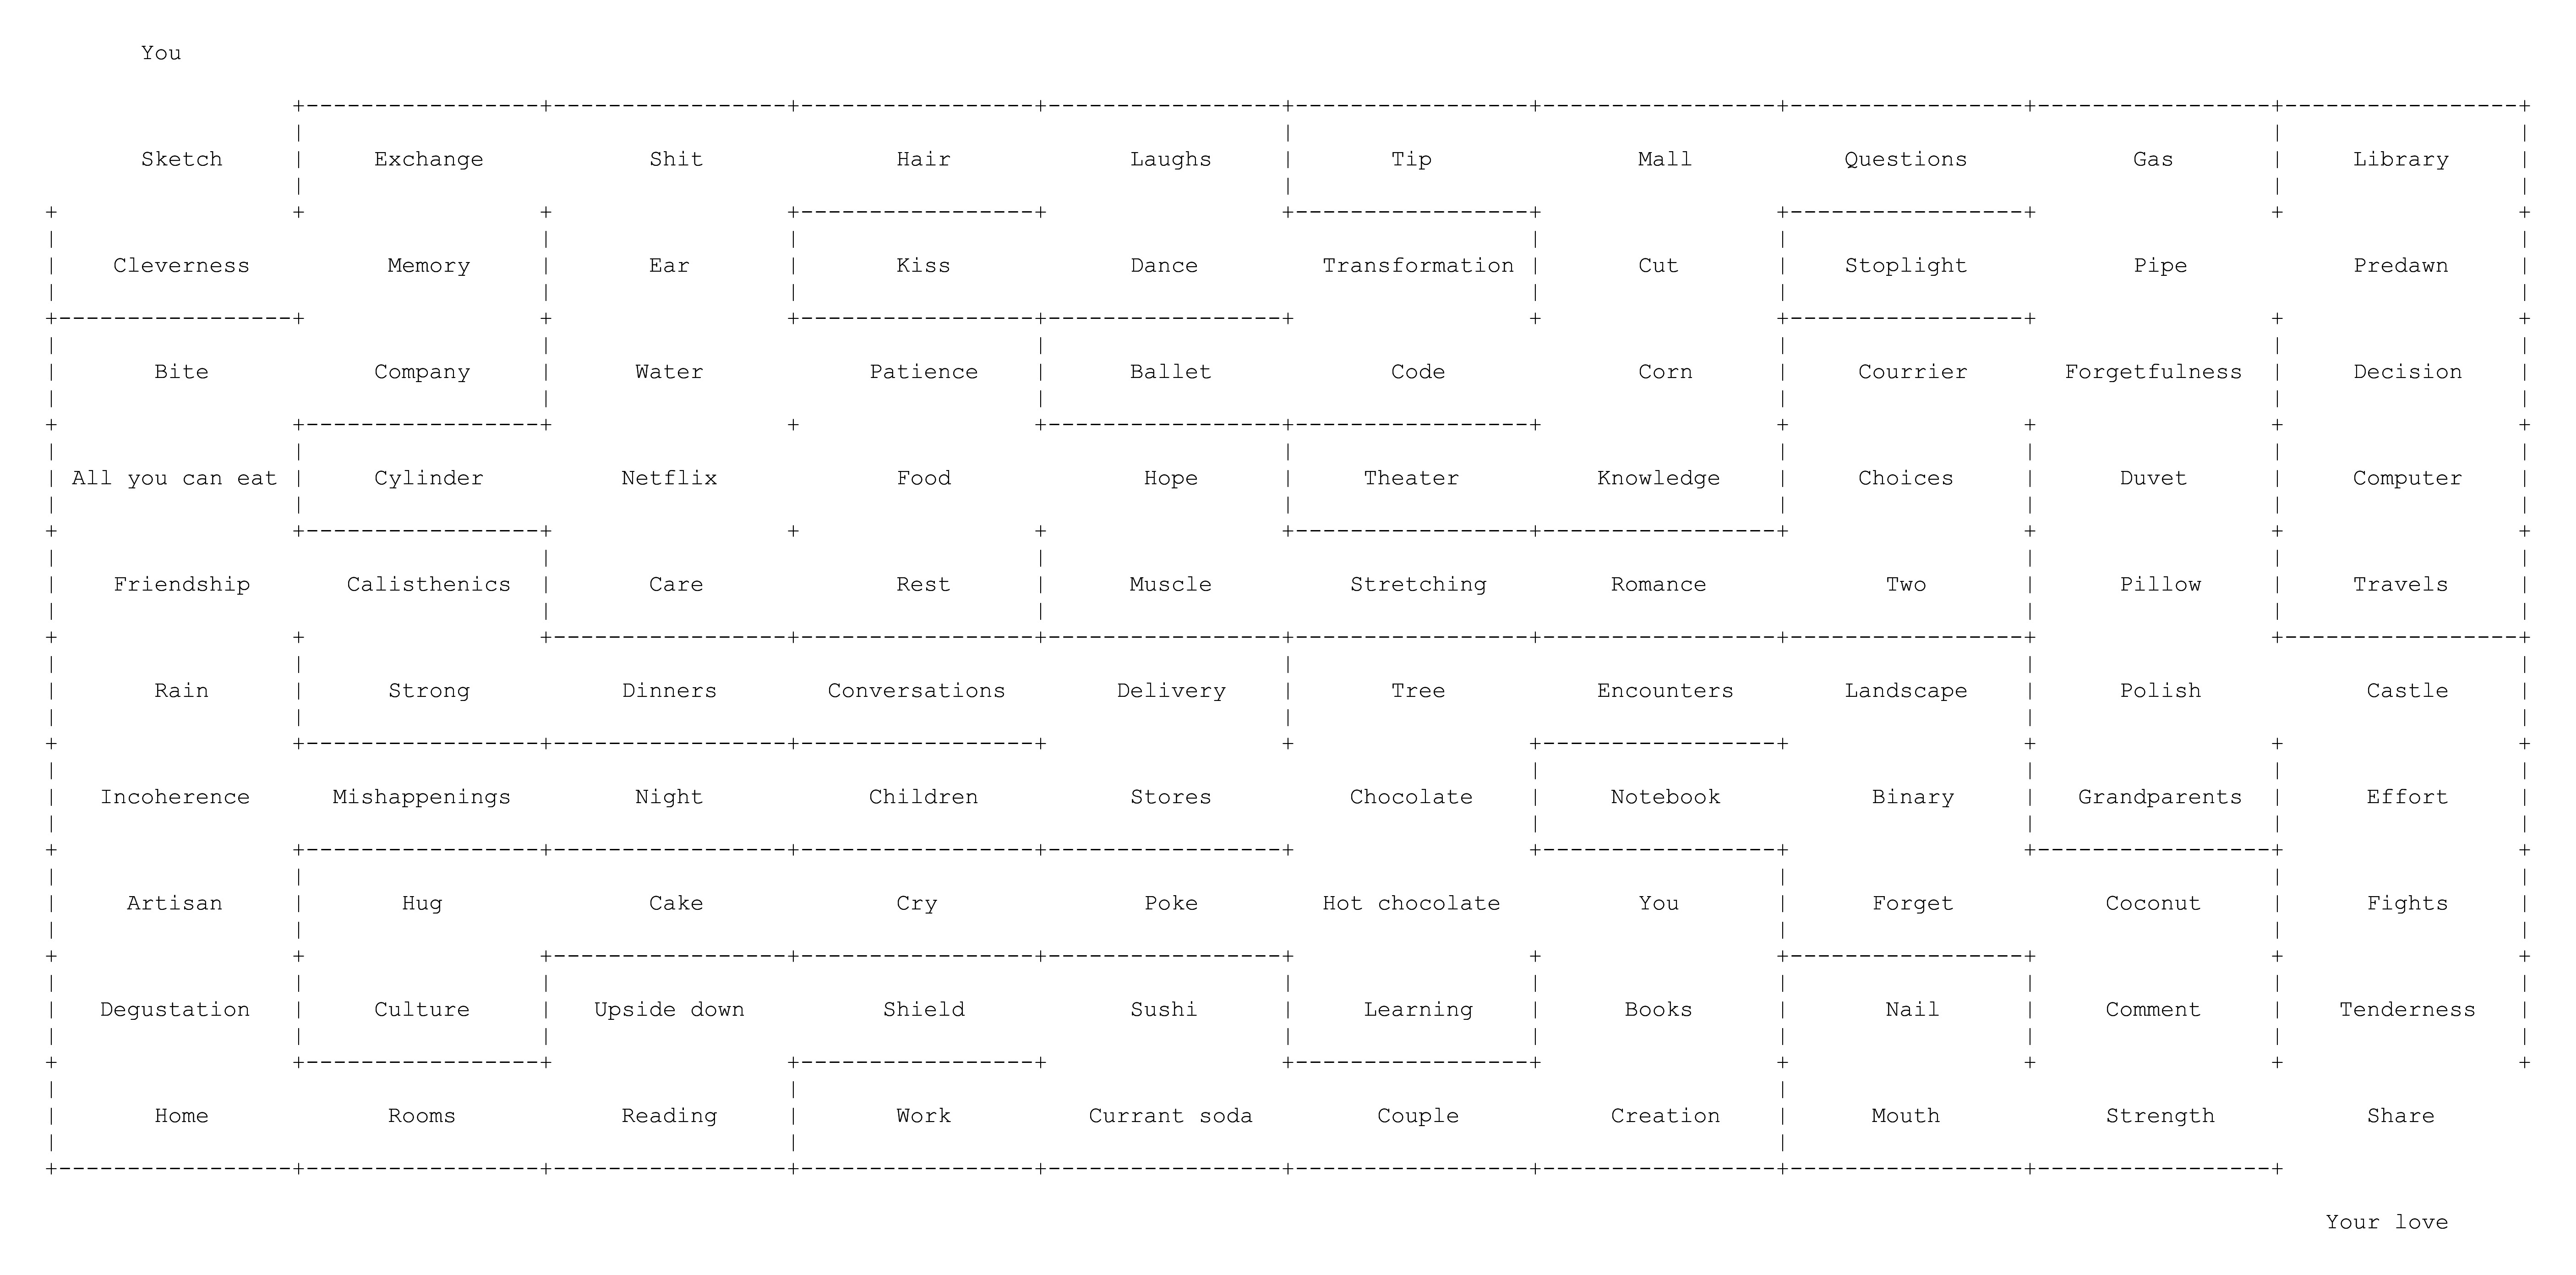 You
Sketch Exchange Shit Hair Laughs Tip Mall Questions Gas Library
Cleverness Memory Ear Kiss Dance Transformation Cut Stoplight Pipe Predawn
Bite Company Water Patience Ballet Code Corn Courrier Forgetfulness Decision
All you can eat Cylinder Netflix Food Hope Theater Knowledge Choices Duvet Computer
Friendship Calisthenics Care Rest Muscle Stretching Romance Two Pillow Travels
Rain Strong Dinners Conversations Delivery Tree Encounters Landscape Polish Castle
Incoherence Mishappenings Night Children Stores Chocolate Notebook Binary Grandparents Effort
Artisan Hug Cake Cry Poke Hot chocolate You Forget Coconut Fights
Degustation Culture Upside down Shield Sushi Learning Books Nail Comment Tenderness
Home Rooms Reading Work Currant soda Couple Creation Mouth Strength Share
Your love